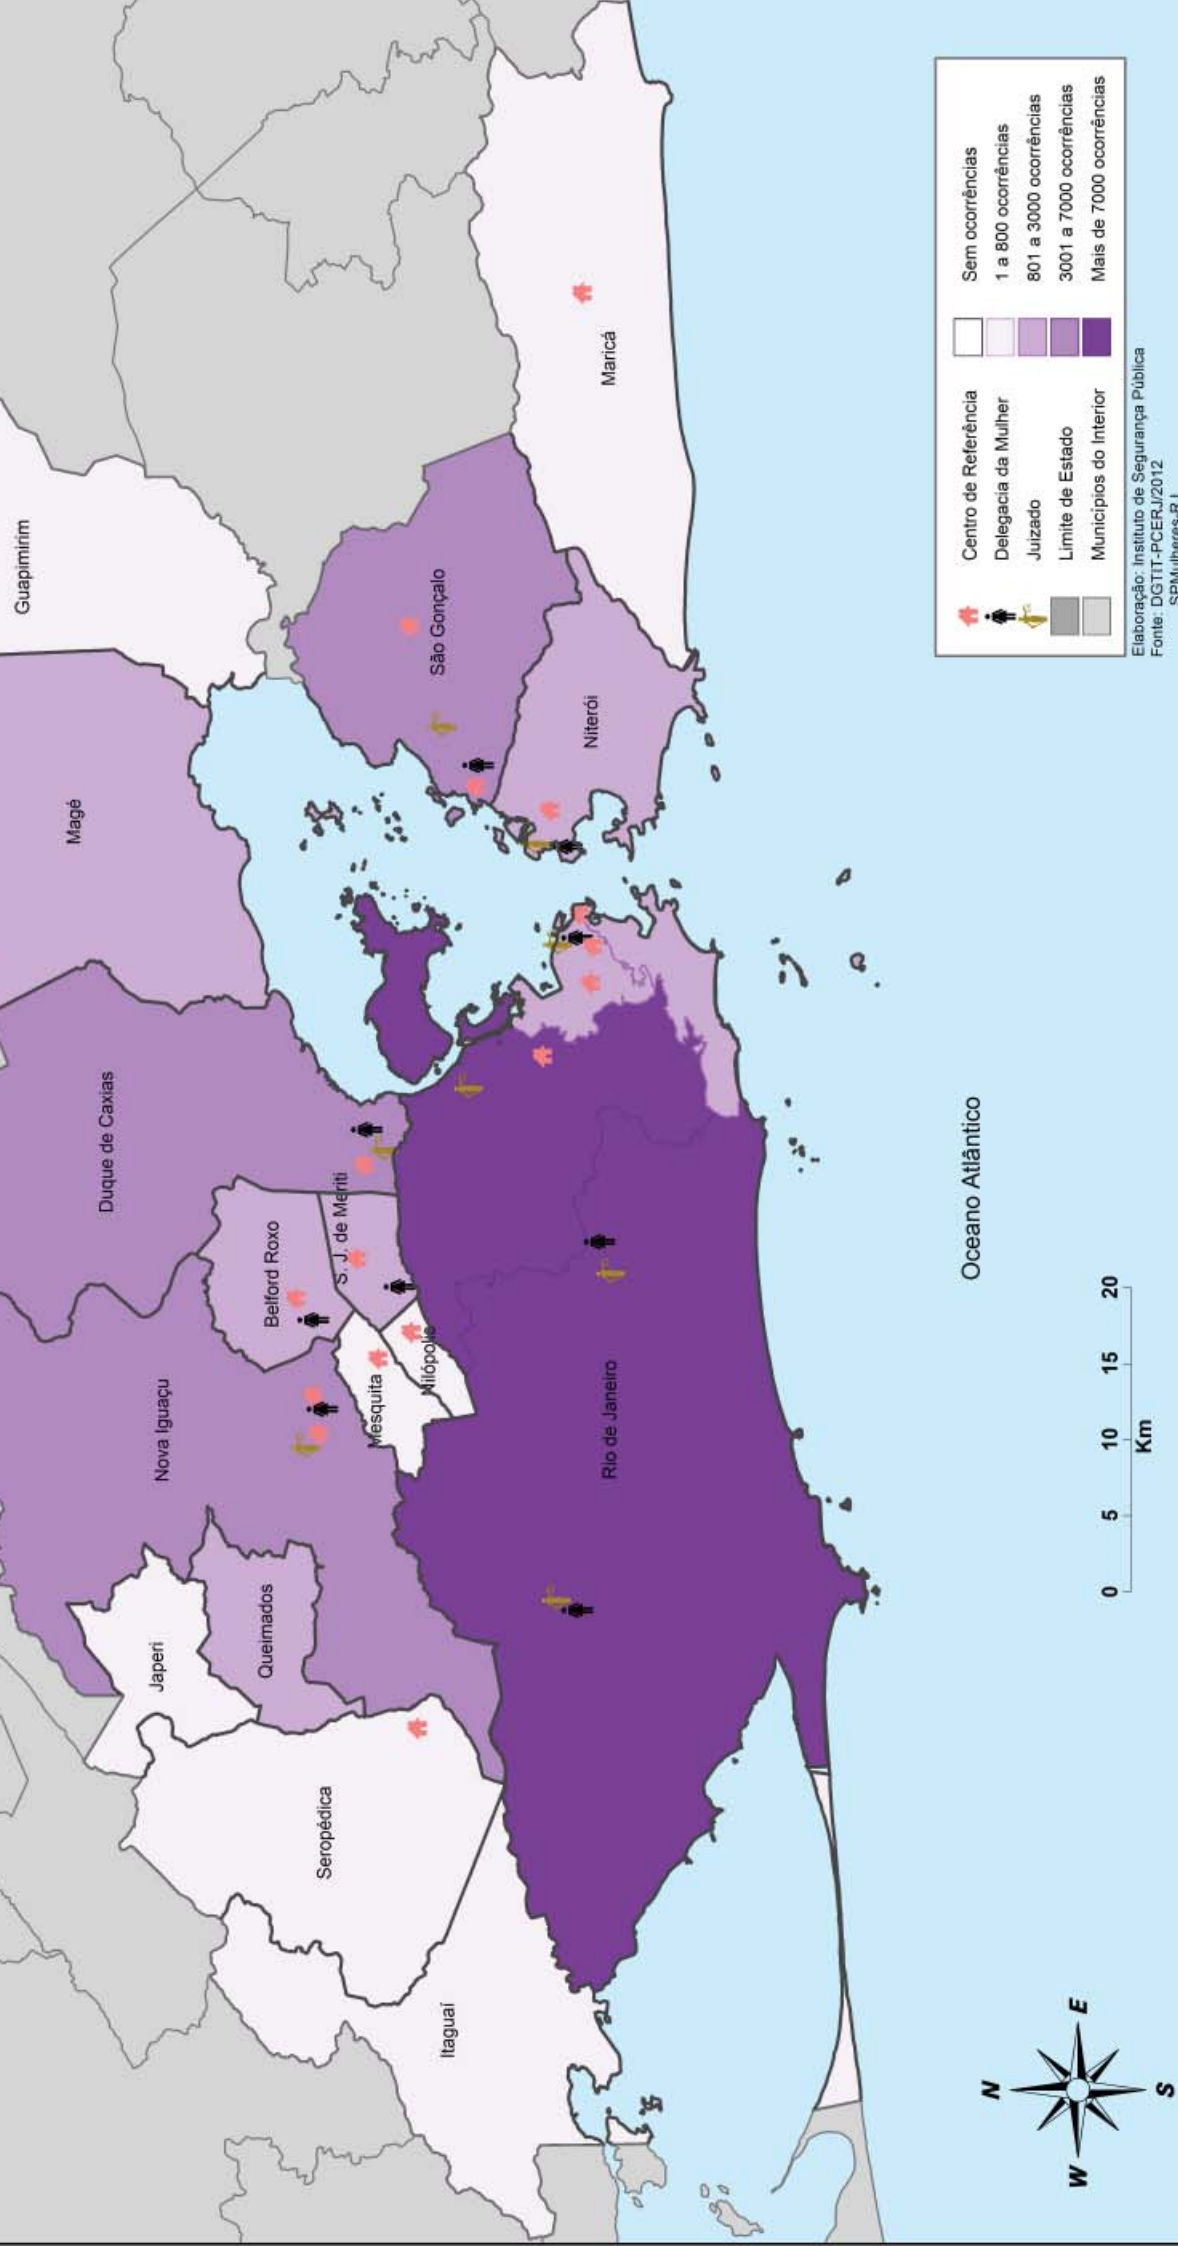 Guapimirim
Magé
Duque de Caxias
Nova Iguaçu
Japeri
Queimados
Belford Roxo
S. J. de Meriti
Mesquita
Nilópolis
Seropédica
Itaguaí
São Gonçalo
Niterói
Maricá
Rio de Janeiro
Oceano Atlântico
N
W
E
S
0 5 10 15 20
Km
Centro de Referência
Delegacia da Mulher
Juizado
Limite de Estado
Municípios do Interior
Sem ocorrências
1 a 800 ocorrências
801 a 3000 ocorrências
3001 a 7000 ocorrências
Mais de 7000 ocorrências
Elaboração: Instituto de Segurança Pública
Fonte: DGTIT-PCERJ/2012
SPMulheres-RJ